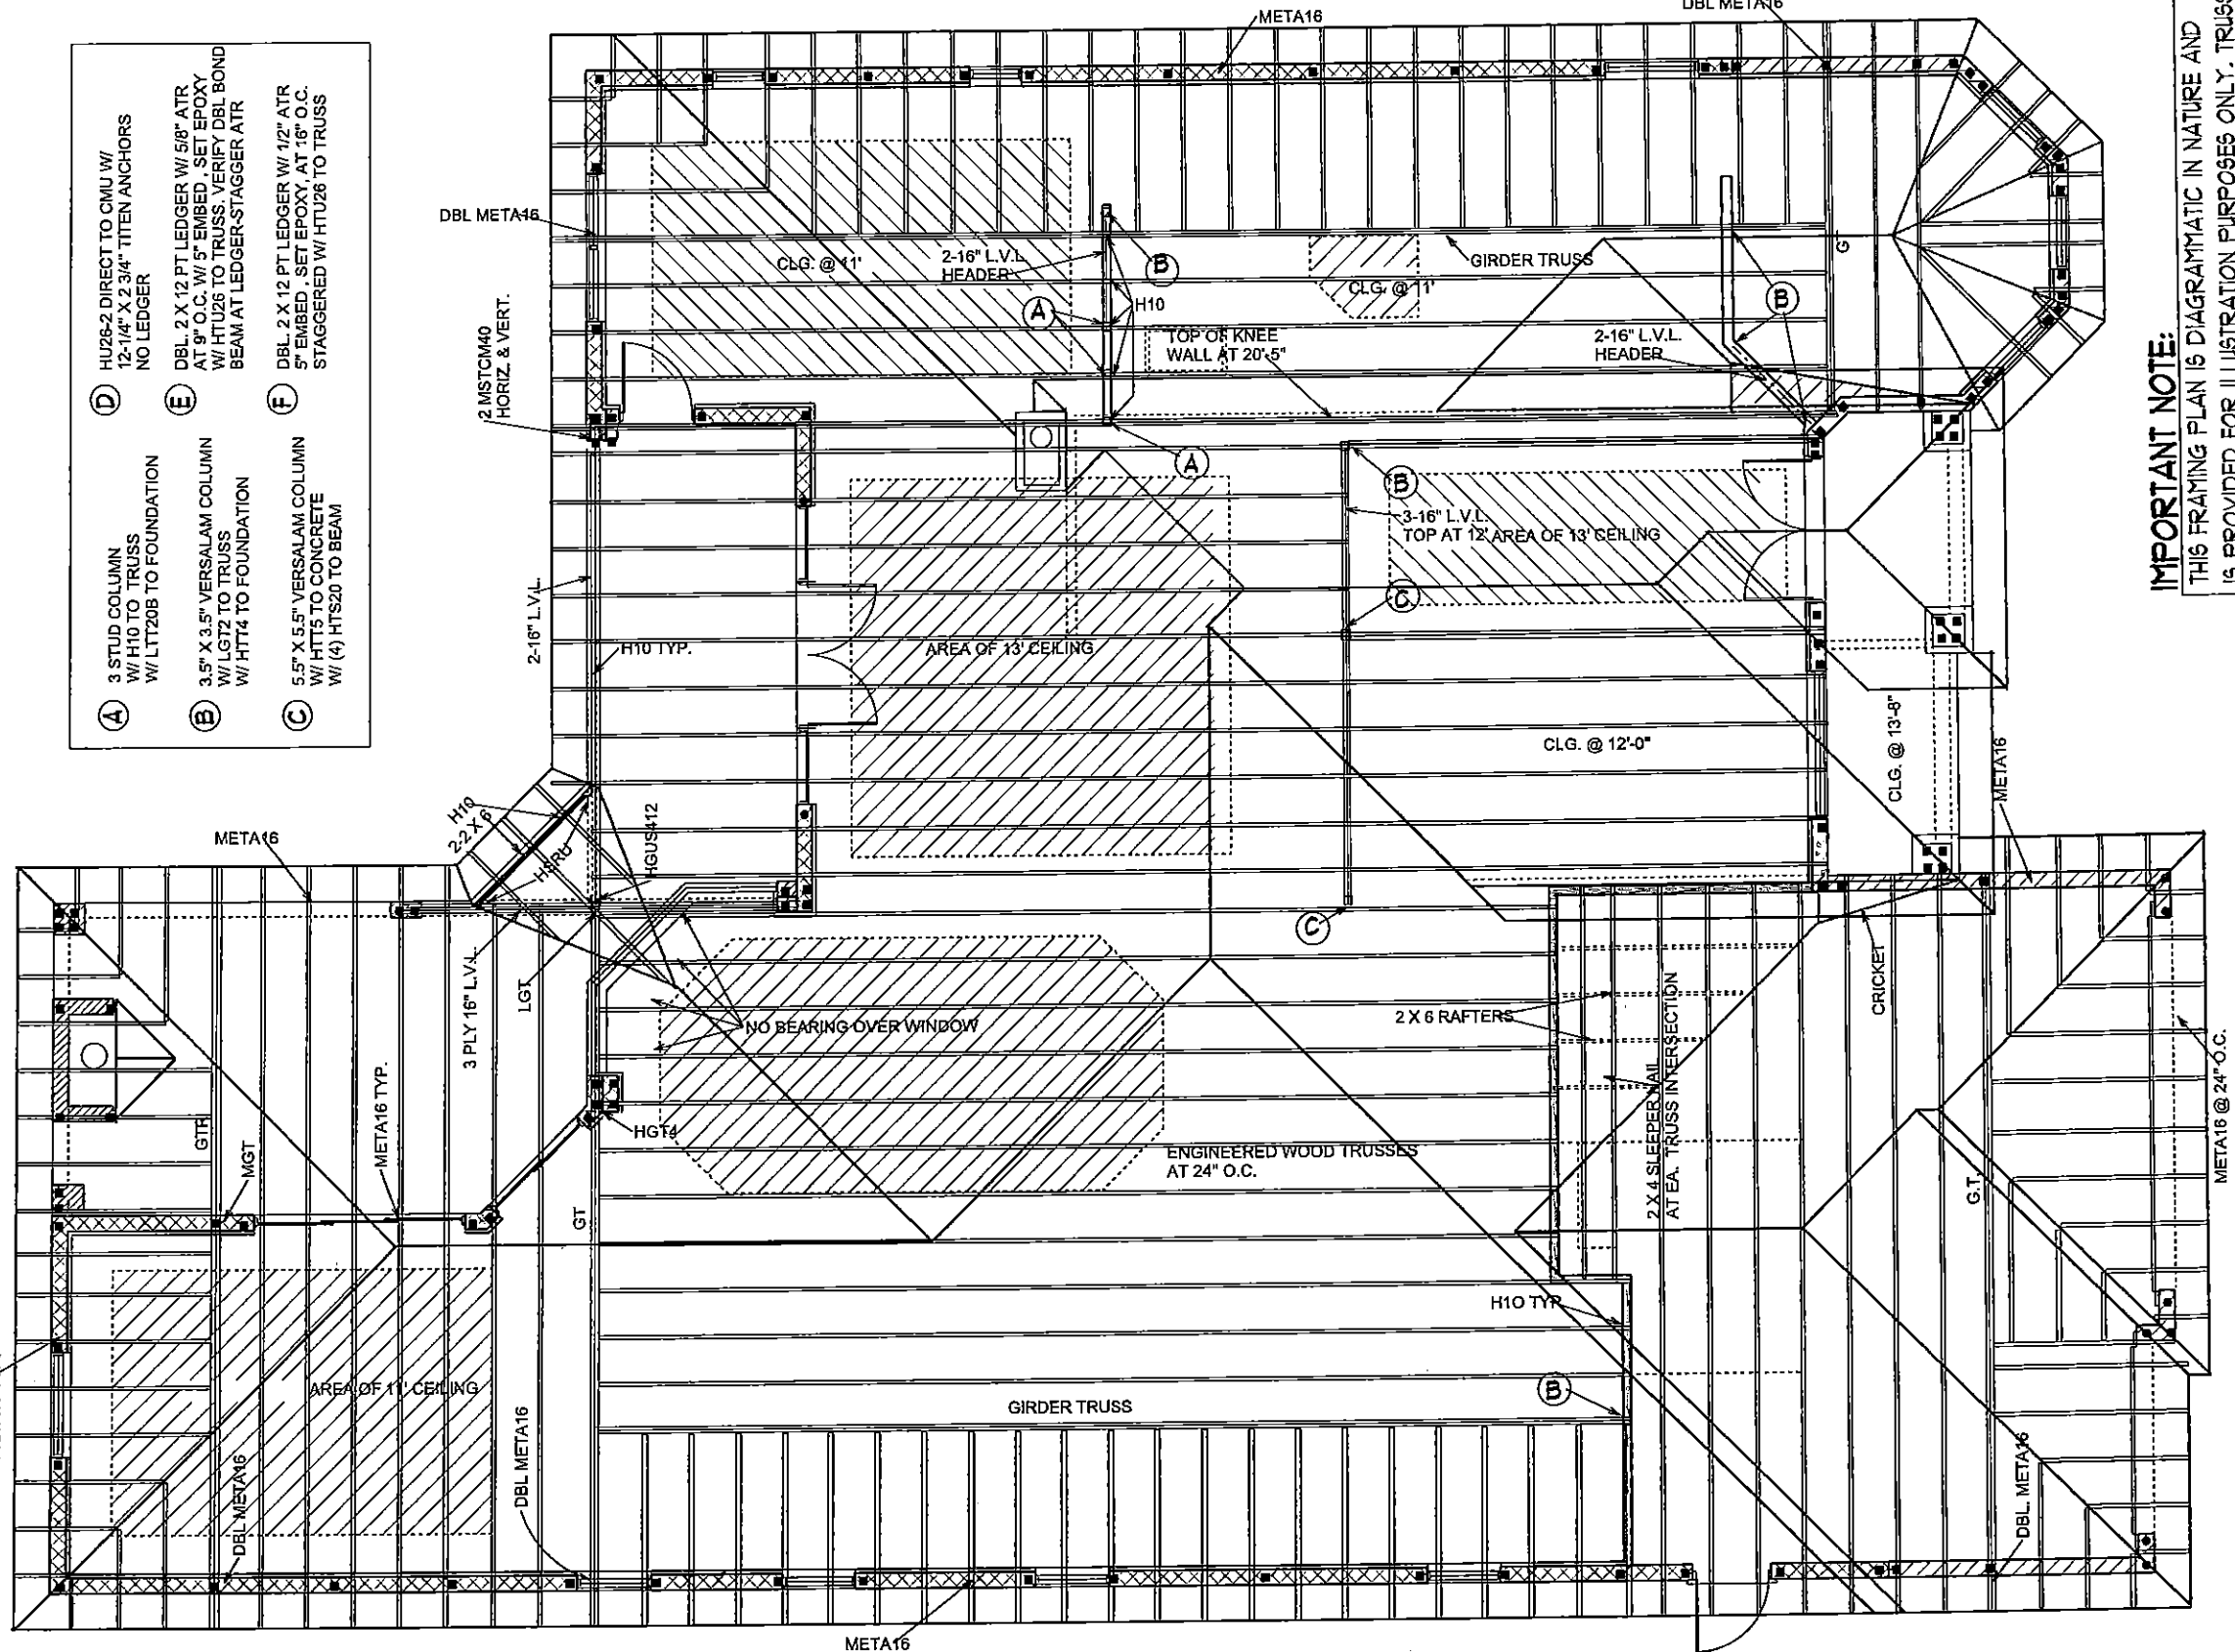 A
3 STUD COLUMN
W/ H10 TO TRUSS
W/ LTT20B TO FOUNDATION
B
3.5" X 3.5" VERSALAM COLUMN
W/ LGT2 TO TRUSS
W/ HTT4 TO FOUNDATION
C
5.5" X 5.5" VERSALAM COLUMN
W/ HTT5 TO CONCRETE
W/ (4) HTS20 TO BEAM
D
HU26-2 DIRECT TO CMU W/
12-1/4" X 2 3/4" TITEN ANCHORS
NO LEDGER
E
DBL. 2 X 12 PT LEDGER W/ 5/8" ATR
AT 9" O.C. W/ 5" EMBED, SET EPOXY
W/ HTU26 TO TRUSS. VERIFY DBL BOND
BEAM AT LEDGER-STAGGER ATR
F
DBL. 2 X 12 PT LEDGER W/ 1/2" ATR
5" EMBED, SET EPOXY, AT 16" O.C.
STAGGERED W/ HTU26 TO TRUSS
META16
DBL META16
DBL META16
CLG. @ 11'
2-16" L.V.L.
HEADER
B
A
H10
CLG. @ 11'
GIRDER TRUSS
GT
B
2 MSTCM40
HORIZ. & VERT.
TOP OF KNEE
WALL AT 20'-5"
2-16" L.V.L.
HEADER
A
B
3-16" L.V.L.
TOP AT 12'
AREA OF 13' CEILING
C
2-16" L.V.L.
H10 TYP.
AREA OF 13' CEILING
CLG. @ 12'-0"
CLG. @ 13'-8"
META16
META16
H10
2-2 X 6
HSRU
HGUS412
C
3 PLY 16" L.V.L.
LGT
NO BEARING OVER WINDOW
2 X 6 RAFTERS
CRICKET
2 X 4 SLEEPER NAIL
AT EA. TRUSS INTERSECTION
META16 @ 24" O.C.
GTR
MGT
META16 TYP.
HGT4
GT
ENGINEERED WOOD TRUSSES
AT 24" O.C.
G.T.
H1O TYP
B
AREA OF 11' CEILING
GIRDER TRUSS
DBL META16
DBL META16
DBL. META16
META16
IMPORTANT NOTE:
THIS FRAMING PLAN IS DIAGRAMMATIC IN NATURE AND
IS PROVIDED FOR ILLUSTRATION PURPOSES ONLY. TRUSS